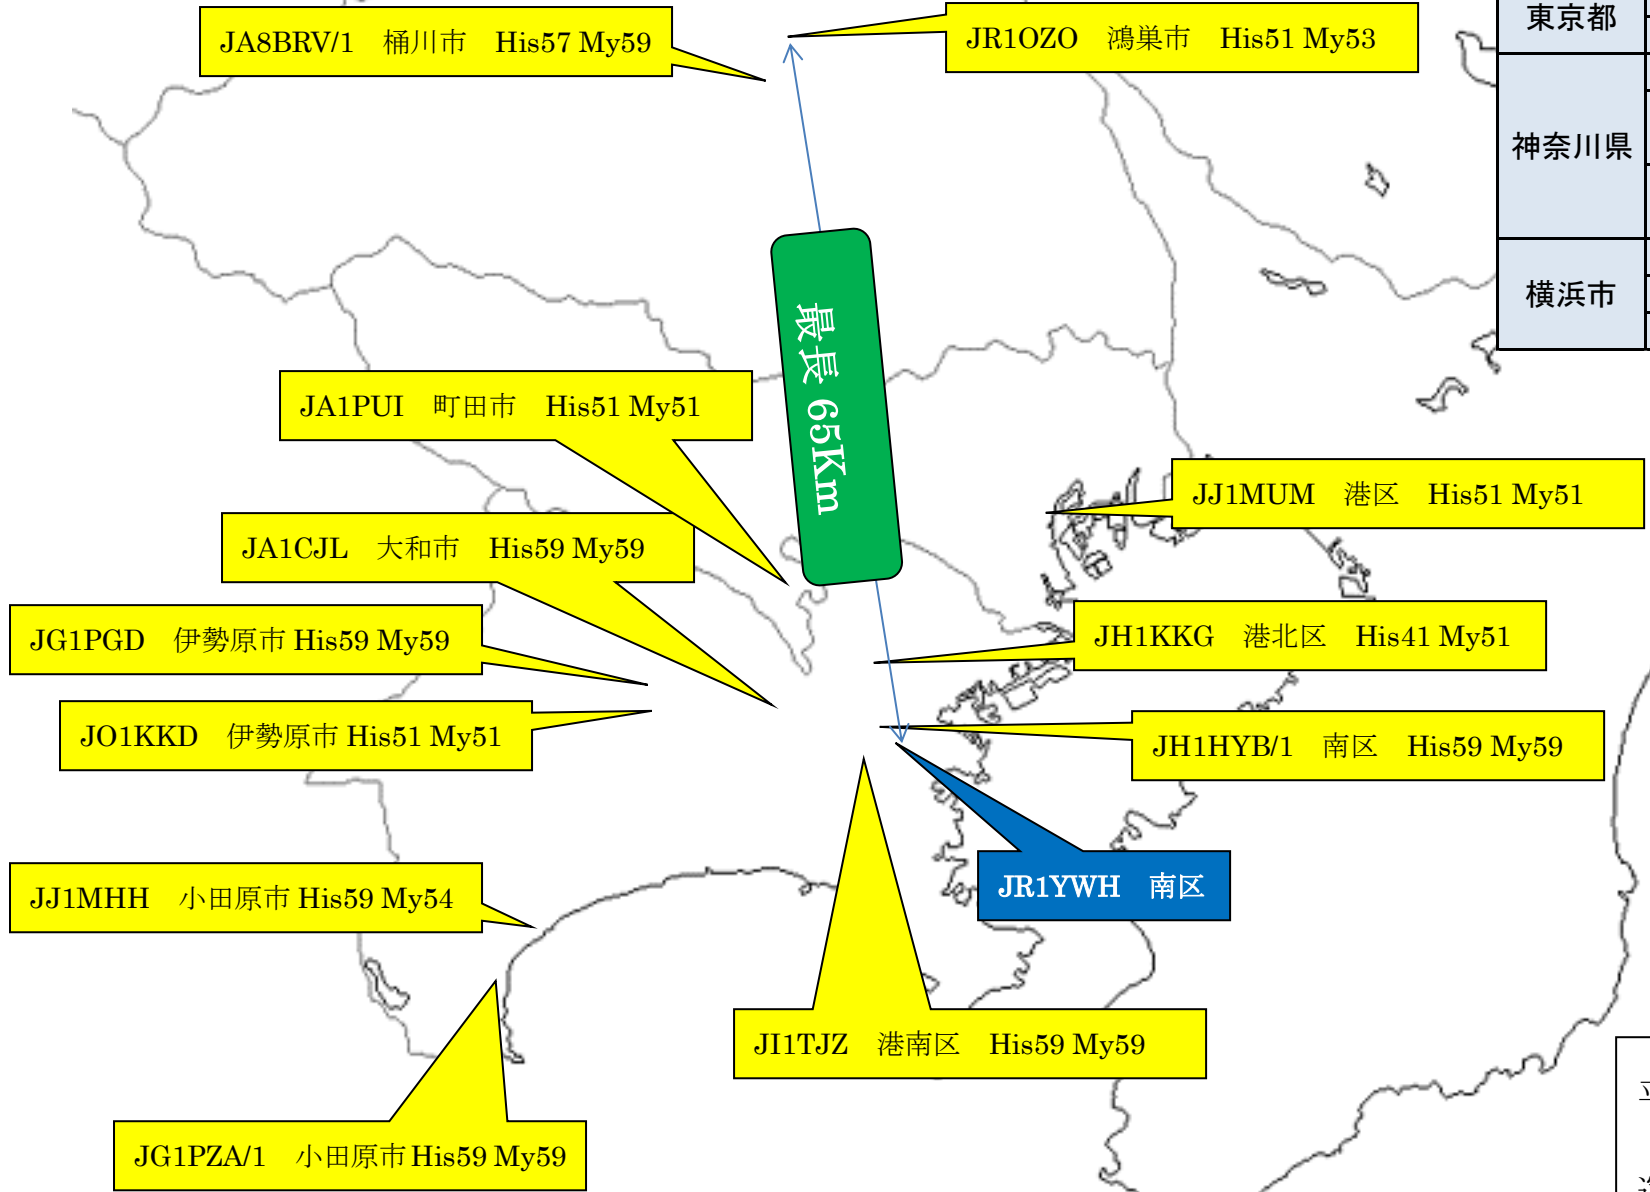 東京都
JA8BRV/1　桶川市　His57 My59
JR1OZO　鴻巣市　His51 My53
神奈川県
横浜市
最長 65Km
JA1PUI　町田市　His51 My51
JJ1MUM　港区　His51 My51
JA1CJL　大和市　His59 My59
JG1PGD　伊勢原市 His59 My59
JH1KKG　港北区　His41 My51
JO1KKD　伊勢原市 His51 My51
JH1HYB/1　南区　His59 My59
JJ1MHH　小田原市 His59 My54
JR1YWH　南区
JI1TJZ　港南区　His59 My59
JG1PZA/1　小田原市 His59 My59